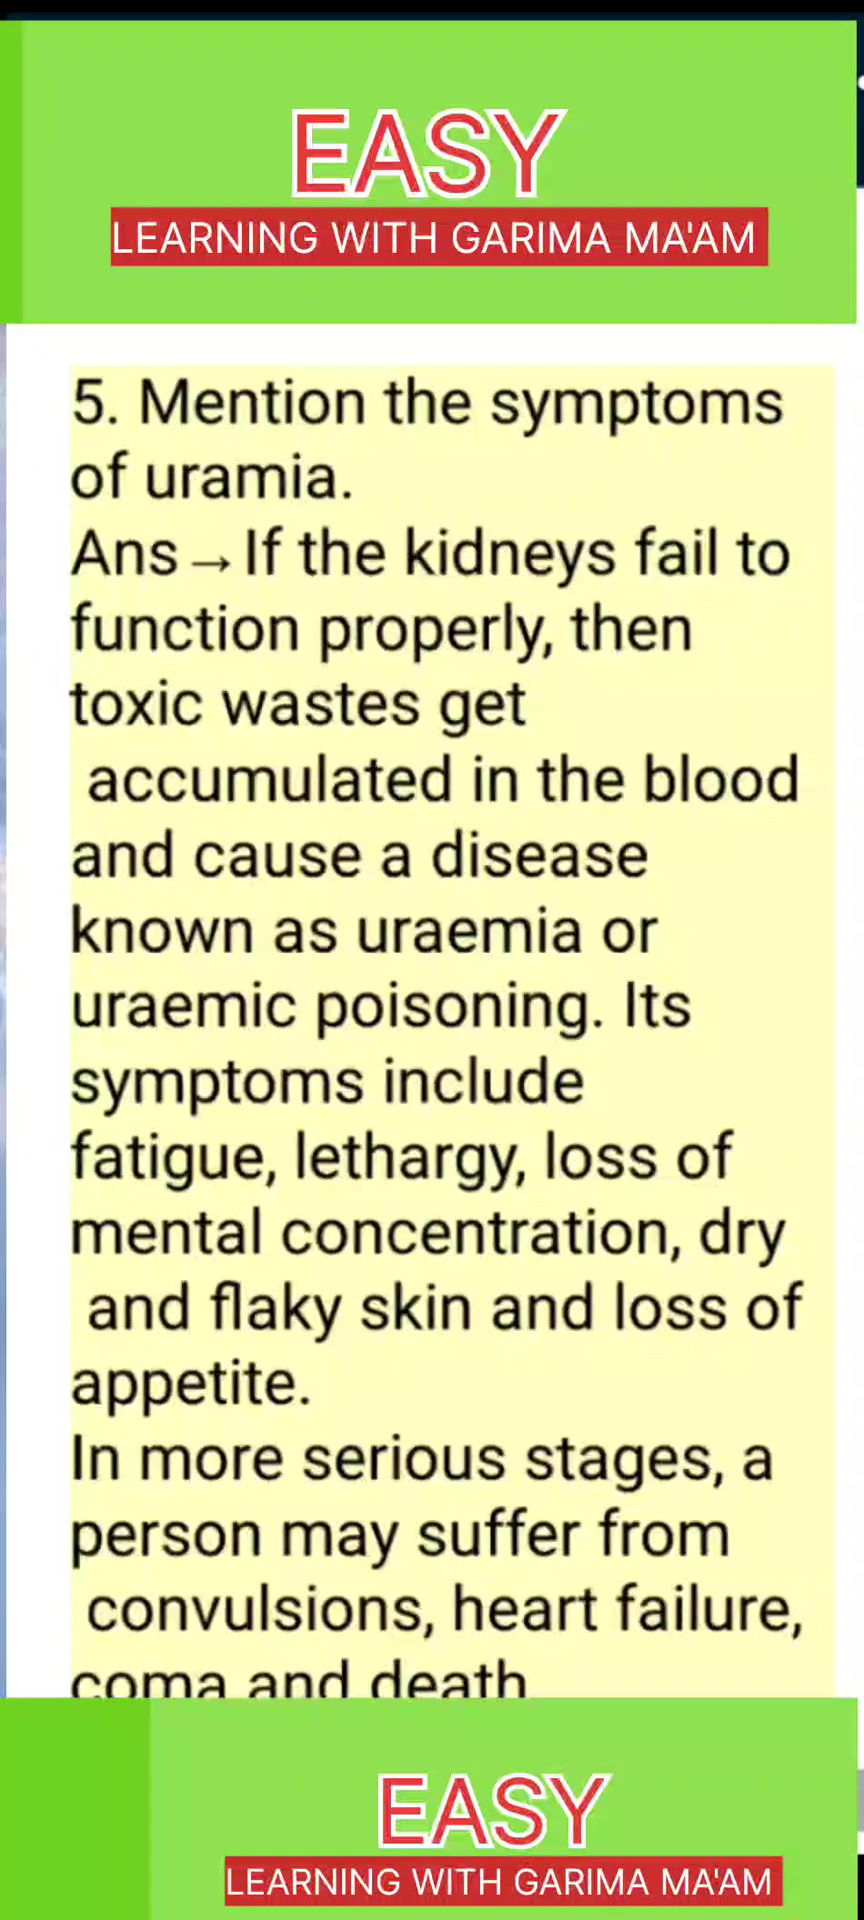 EASY
LEARNING WITH GARIMA MA'AM
5. Mention the symptoms
of uramia.
Ans→If the kidneys fail to
function properly, then
toxic wastes get
accumulated in the blood
and cause a disease
known as uraemia or
uraemic poisoning. Its
symptoms include
fatigue, lethargy, loss of
mental concentration, dry
and flaky skin and loss of
appetite.
In more serious stages, a
person may suffer from
convulsions, heart failure,
coma and death
EASY
LEARNING WITH GARIMA MA'AM